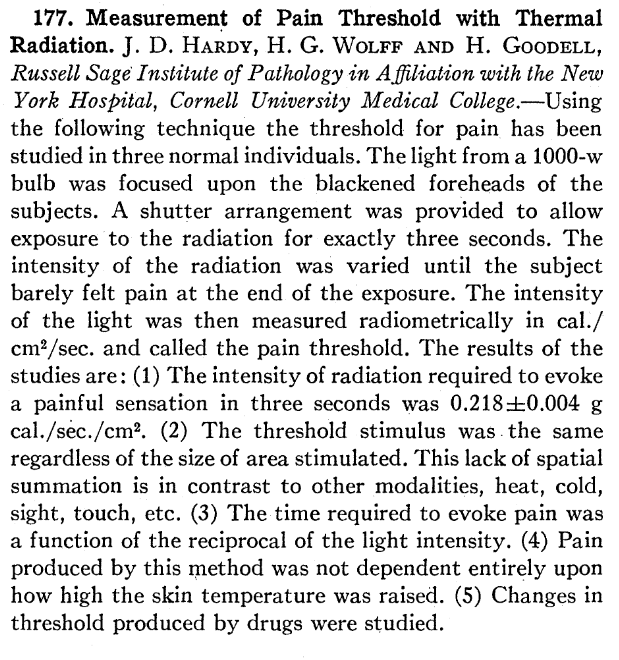 177. Measurement of Pain Threshold with Thermal
Radiation. J. D. HARDY, H. G. WOLFF AND H. GOODELL,
Russell Sage Institute of Pathology in Affiliation with the New
York Hospital, Cornell University Medical College.—Using
the following technique the threshold for pain has been
studied in three normal individuals. The light from a 1000-w
bulb was focused upon the blackened foreheads of the
subjects. A shutter arrangement was provided to allow
exposure to the radiation for exactly three seconds. The
intensity of the radiation was varied until the subject
barely felt pain at the end of the exposure. The intensity
of the light was then measured radiometrically in cal./
cm²/sec. and called the pain threshold. The results of the
studies are: (1) The intensity of radiation required to evoke
a painful sensation in three seconds was 0.218±0.004 g
cal./sec./cm². (2) The threshold stimulus was the same
regardless of the size of area stimulated. This lack of spatial
summation is in contrast to other modalities, heat, cold,
sight, touch, etc. (3) The time required to evoke pain was
a function of the reciprocal of the light intensity. (4) Pain
produced by this method was not dependent entirely upon
how high the skin temperature was raised. (5) Changes in
threshold produced by drugs were studied.